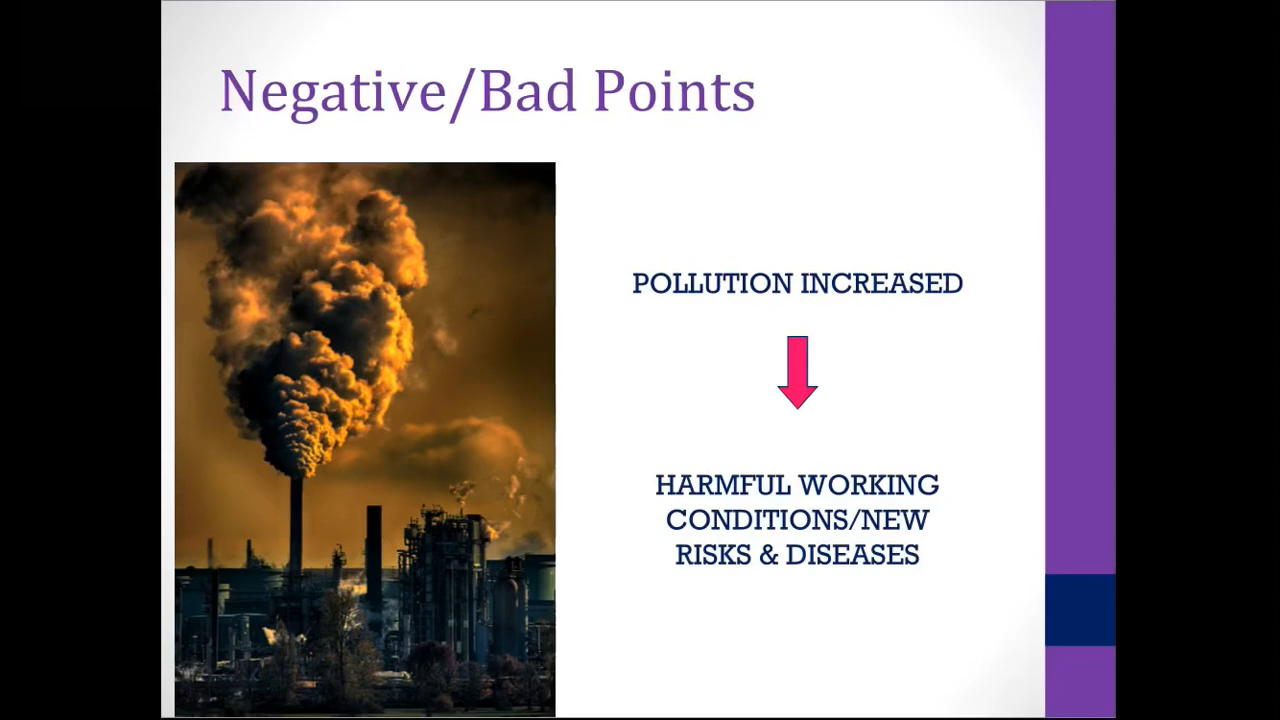 Negative/Bad Points
POLLUTION INCREASED
HARMFUL WORKING
CONDITIONS/NEW
RISKS & DISEASES